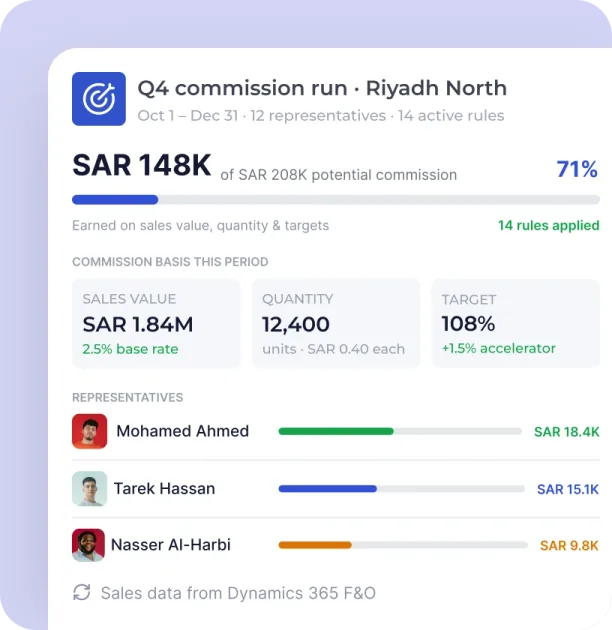 Q4 commission run · Riyadh North
Oct 1 – Dec 31 · 12 representatives · 14 active rules
SAR 148K of SAR 208K potential commission 71%
Earned on sales value, quantity & targets 14 rules applied
COMMISSION BASIS THIS PERIOD
SALES VALUE
SAR 1.84M
2.5% base rate
QUANTITY
12,400
units · SAR 0.40 each
TARGET
108%
+1.5% accelerator
REPRESENTATIVES
Mohamed Ahmed SAR 18.4K
Tarek Hassan SAR 15.1K
Nasser Al-Harbi SAR 9.8K
Sales data from Dynamics 365 F&O